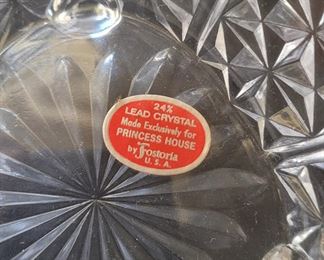 24%
LEAD CRYSTAL
Made Exclusively for
PRINCESS HOUSE
by Fostoria
U.S.A.